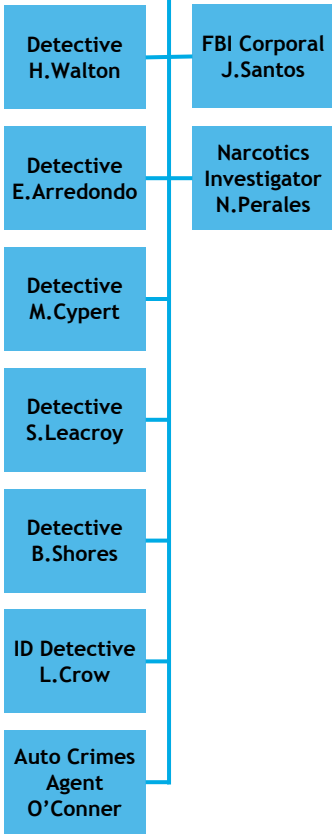 Detective
H.Walton
FBI Corporal
J.Santos
Detective
E.Arredondo
Narcotics
Investigator
N.Perales
Detective
M.Cypert
Detective
S.Leacroy
Detective
B.Shores
ID Detective
L.Crow
Auto Crimes
Agent
O’Conner